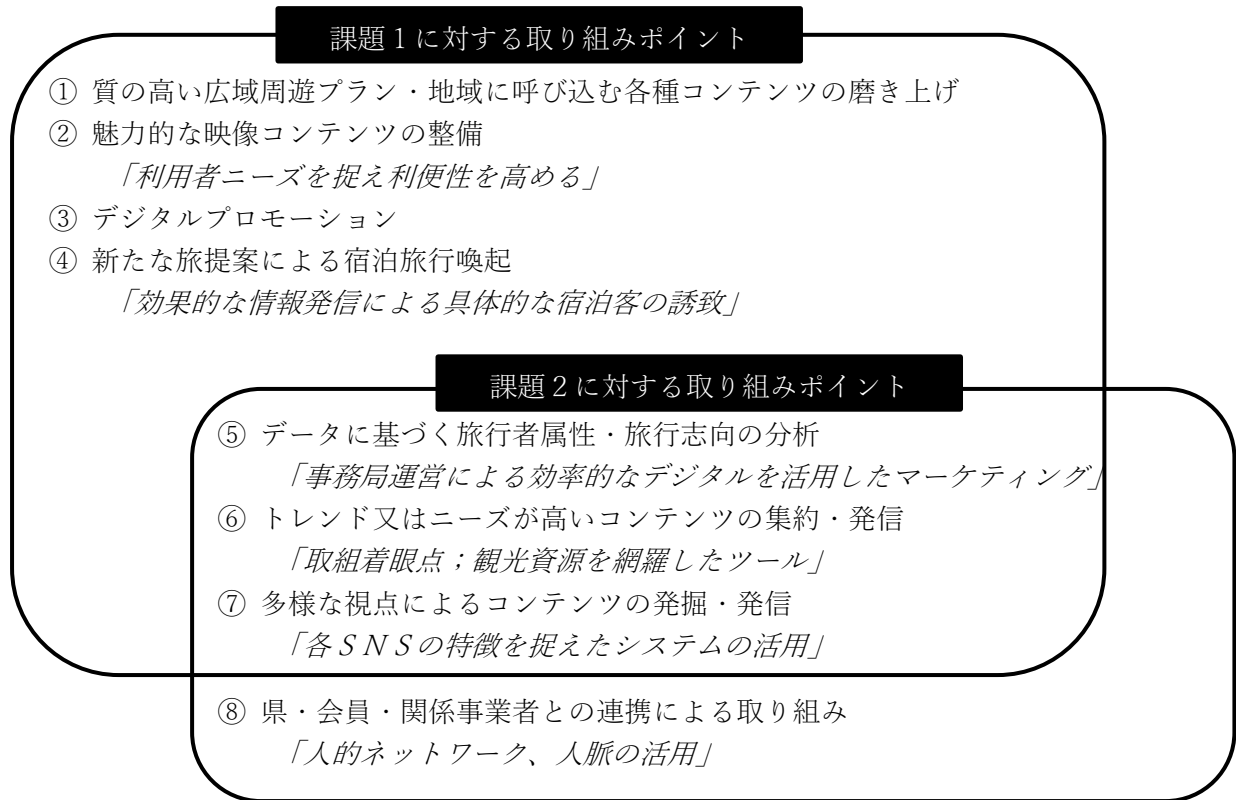 課題１に対する取り組みポイント
① 質の高い広域周遊プラン・地域に呼び込む各種コンテンツの磨き上げ
② 魅力的な映像コンテンツの整備
「利用者ニーズを捉え利便性を高める」
③ デジタルプロモーション
④ 新たな旅提案による宿泊旅行喚起
「効果的な情報発信による具体的な宿泊客の誘致」
課題２に対する取り組みポイント
⑤ データに基づく旅行者属性・旅行志向の分析
「事務局運営による効率的なデジタルを活用したマーケティング」
⑥ トレンド又はニーズが高いコンテンツの集約・発信
「取組着眼点；観光資源を網羅したツール」
⑦ 多様な視点によるコンテンツの発掘・発信
「各ＳＮＳの特徴を捉えたシステムの活用」
⑧ 県・会員・関係事業者との連携による取り組み
「人的ネットワーク、人脈の活用」